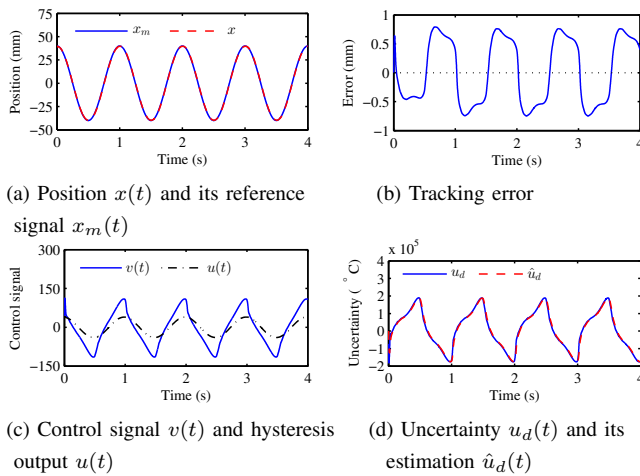 75
50
25
0
−25
−50
Position (mm)
x_m
x
0 1 2 3 4
Time (s)
1
0.5
0
−0.5
−1
Error (mm)
0 1 2 3 4
Time (s)
(a) Position x(t) and its reference
signal x_m(t)
(b) Tracking error
300
150
0
−150
Control signal
v(t)
u(t)
0 1 2 3 4
Time (s)
x 10^5
4
3
2
1
0
−1
−2
Uncertainty ( ° C)
u_d
û_d
0 1 2 3 4
Time (s)
(c) Control signal v(t) and hysteresis
output u(t)
(d) Uncertainty u_d(t) and its
estimation û_d(t)